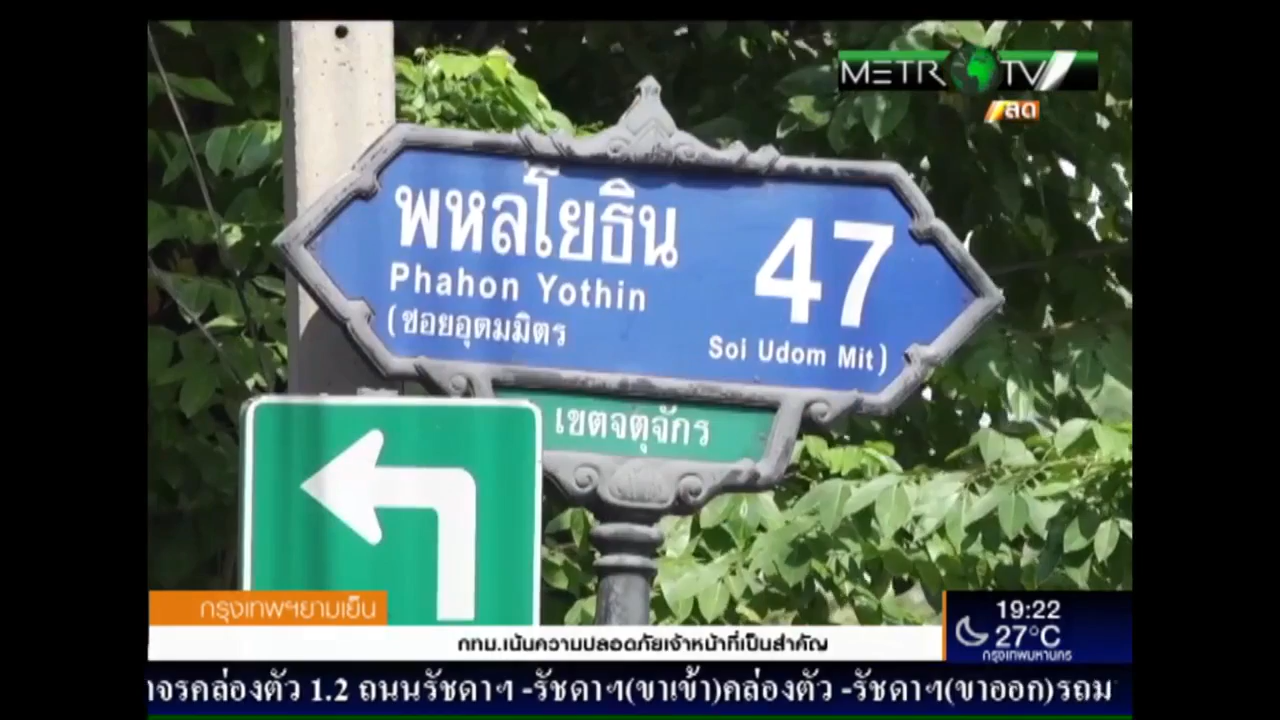 METR TV
สด
พหลโยธิน 47
Phahon Yothin
(ซอยอุดมมิตร Soi Udom Mit)
เขตจตุจักร
กรุงเทพฯยามเย็น
19:22
กทม.เน้นความปลอดภัยเจ้าหน้าที่เป็นสำคัญ
27°C
กรุงเทพมหานคร
าจรคล่องตัว 1.2 ถนนรัชดาฯ -รัชดาฯ(ขาเข้า)คล่องตัว -รัชดาฯ(ขาออก)รถม